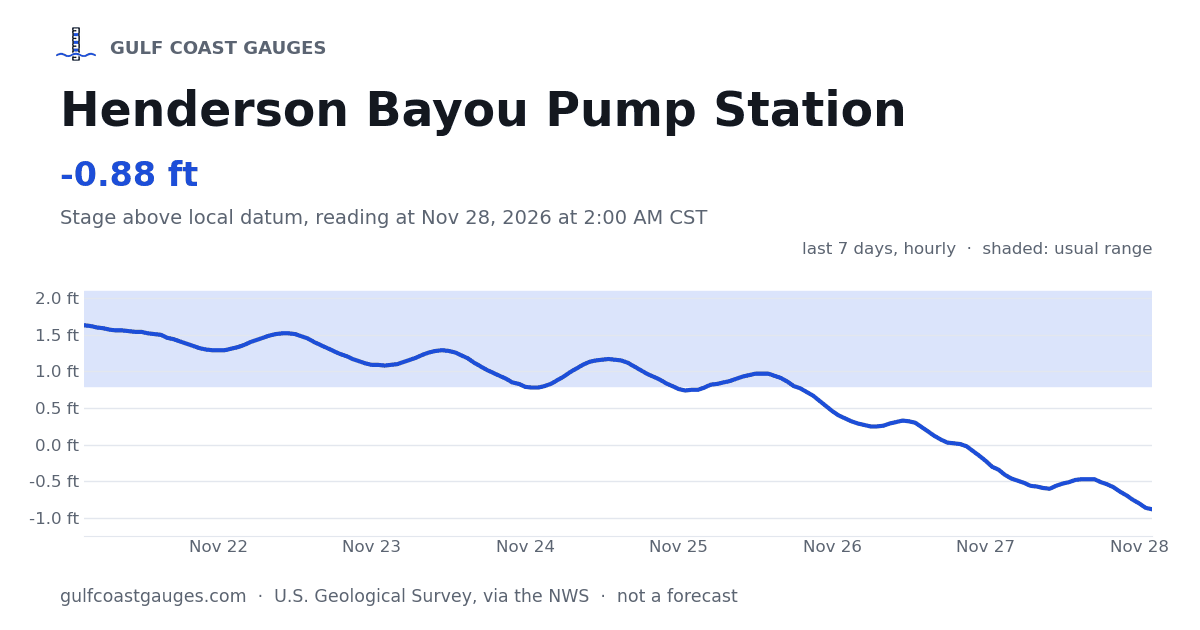 GULF COAST GAUGES
Henderson Bayou Pump Station
-0.88 ft
Stage above local datum, reading at Nov 28, 2026 at 2:00 AM CST
last 7 days, hourly · shaded: usual range
2.0 ft
1.5 ft
1.0 ft
0.5 ft
0.0 ft
-0.5 ft
-1.0 ft
Nov 22 Nov 23 Nov 24 Nov 25 Nov 26 Nov 27 Nov 28
gulfcoastgauges.com · U.S. Geological Survey, via the NWS · not a forecast